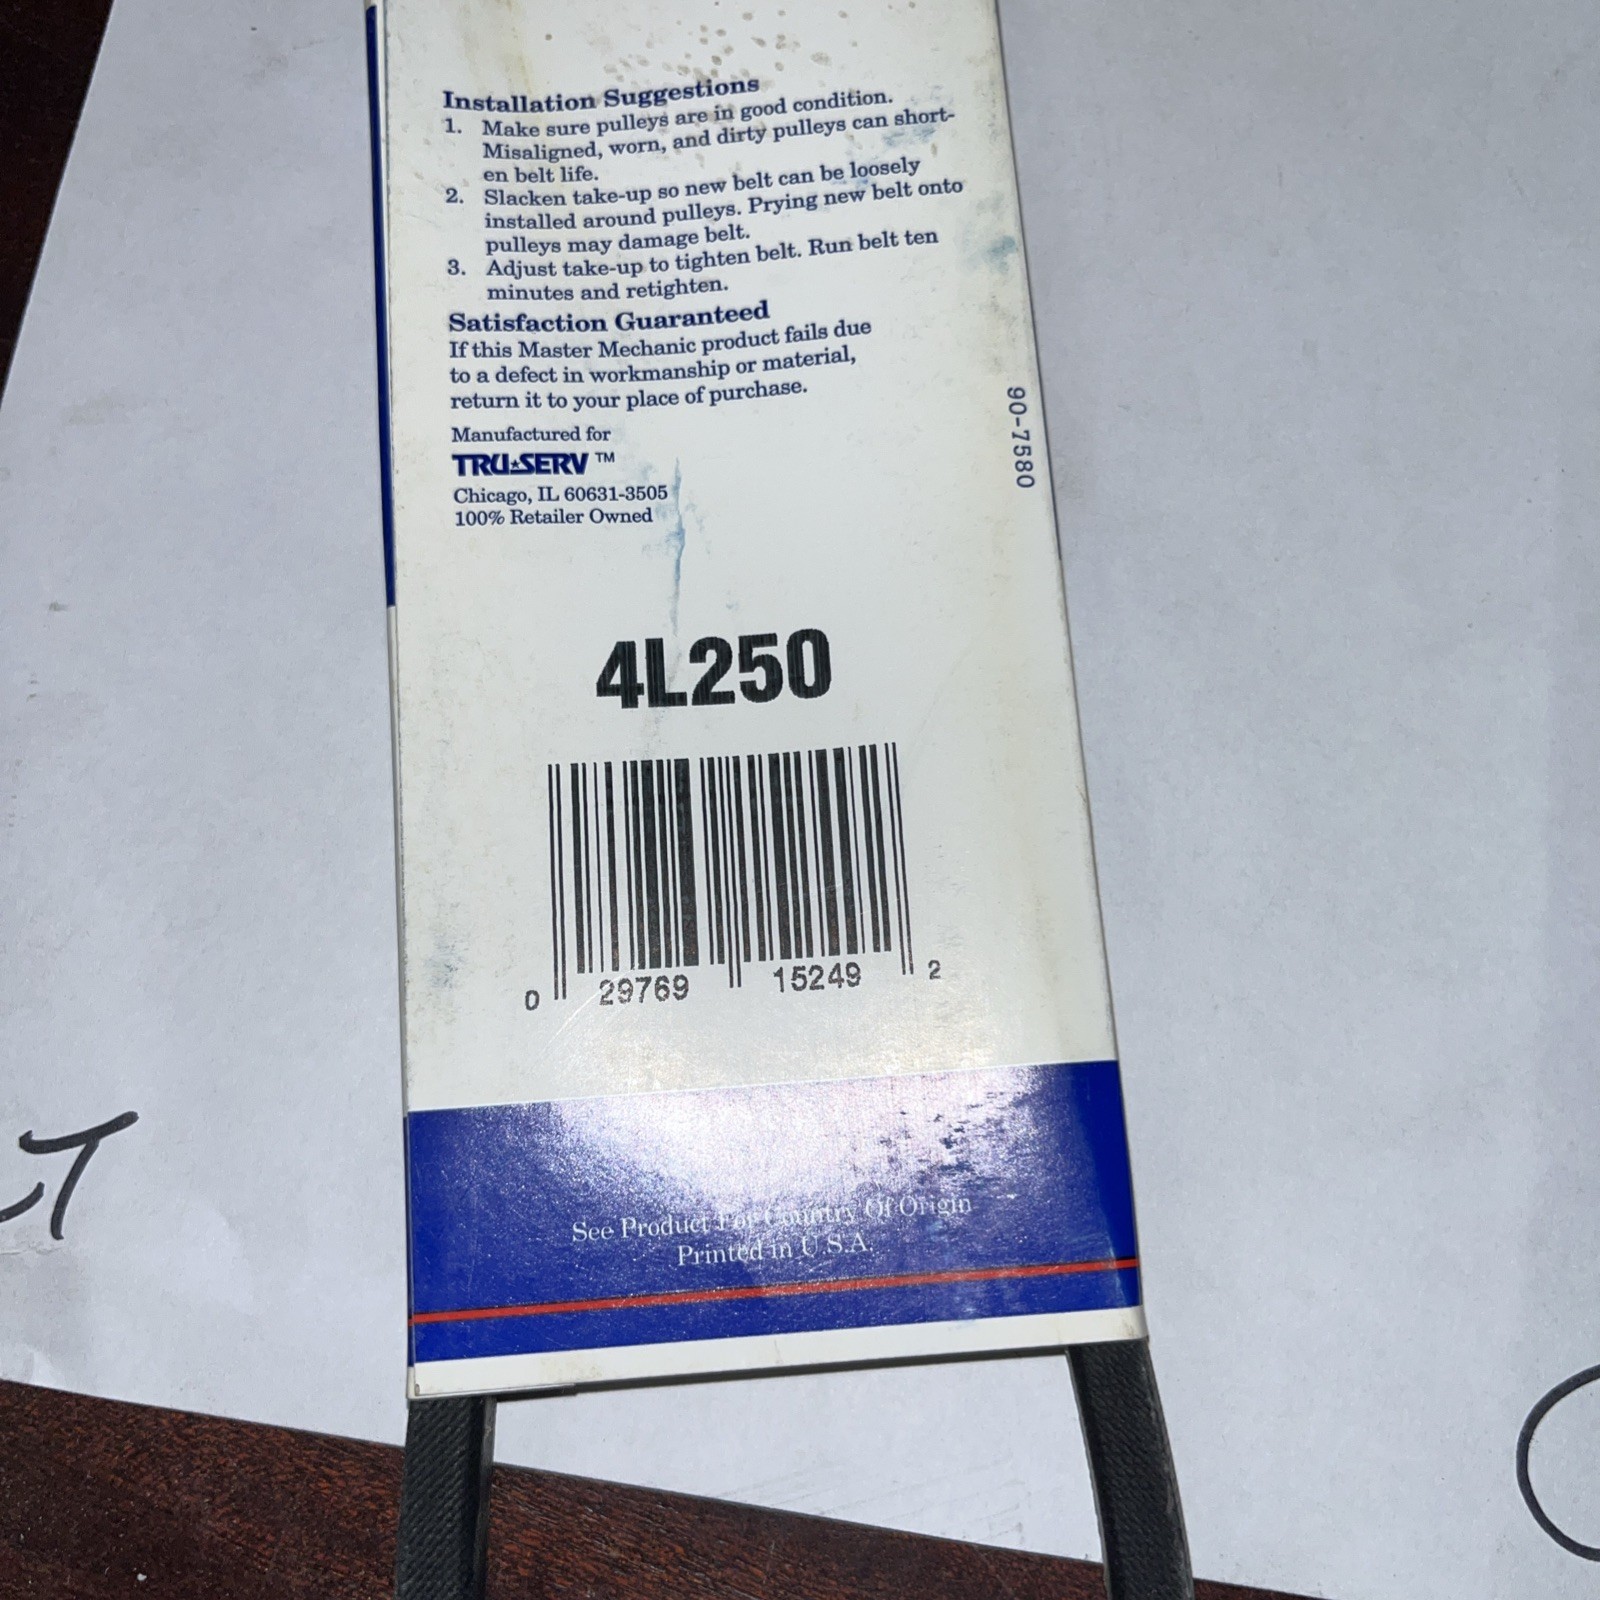 Installation Suggestions
1. Make sure pulleys are in good condition.
Misaligned, worn, and dirty pulleys can short-
en belt life.
2. Slacken take-up so new belt can be loosely
installed around pulleys. Prying new belt onto
pulleys may damage belt.
3. Adjust take-up to tighten belt. Run belt ten
minutes and retighten.
Satisfaction Guaranteed
If this Master Mechanic product fails due
to a defect in workmanship or material,
return it to your place of purchase.
Manufactured for
TRU★SERV ™
Chicago, IL 60631-3505
100% Retailer Owned
90-7580
4L250
0 29769 15249 2
See Product For Country Of Origin
Printed in U.S.A.